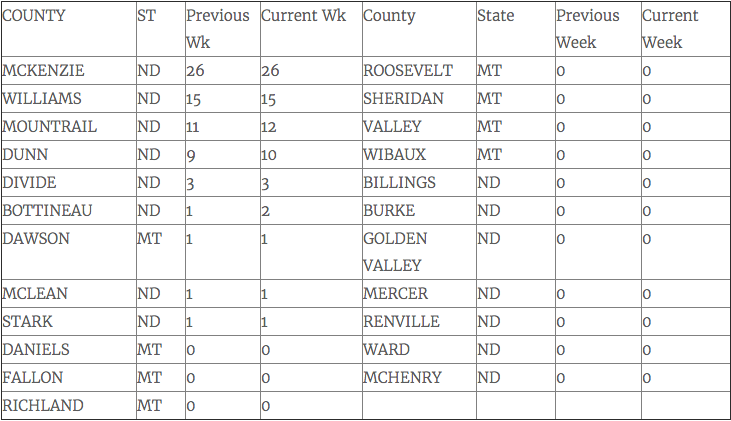 COUNTY ST Previous Wk Current Wk County State Previous Week Current Week
MCKENZIE ND 26 26 ROOSEVELT MT 0 0
WILLIAMS ND 15 15 SHERIDAN MT 0 0
MOUNTRAIL ND 11 12 VALLEY MT 0 0
DUNN ND 9 10 WIBAUX MT 0 0
DIVIDE ND 3 3 BILLINGS ND 0 0
BOTTINEAU ND 1 2 BURKE ND 0 0
DAWSON MT 1 1 GOLDEN VALLEY ND 0 0
MCLEAN ND 1 1 MERCER ND 0 0
STARK ND 1 1 RENVILLE ND 0 0
DANIELS MT 0 0 WARD ND 0 0
FALLON MT 0 0 MCHENRY ND 0 0
RICHLAND MT 0 0